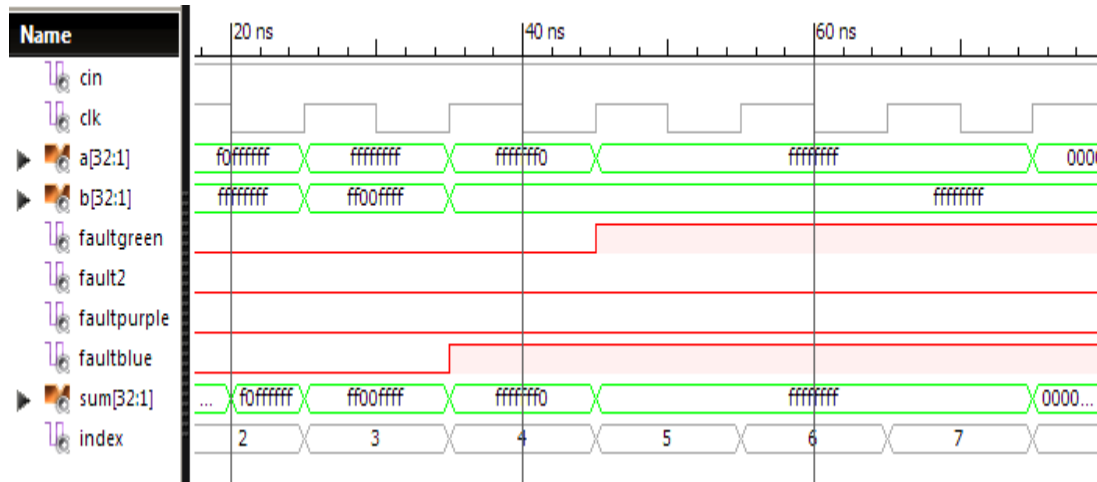 Name 20 ns 40 ns 60 ns
cin
clk
a[32:1] f0ffffff ffffffff fffffff0 ffffffff 0000
b[32:1] ffffffff ff00ffff ffffffff
faultgreen
fault2
faultpurple
faultblue
sum[32:1] ... f0ffffff ff00ffff fffffff0 ffffffff 0000...
index 2 3 4 5 6 7